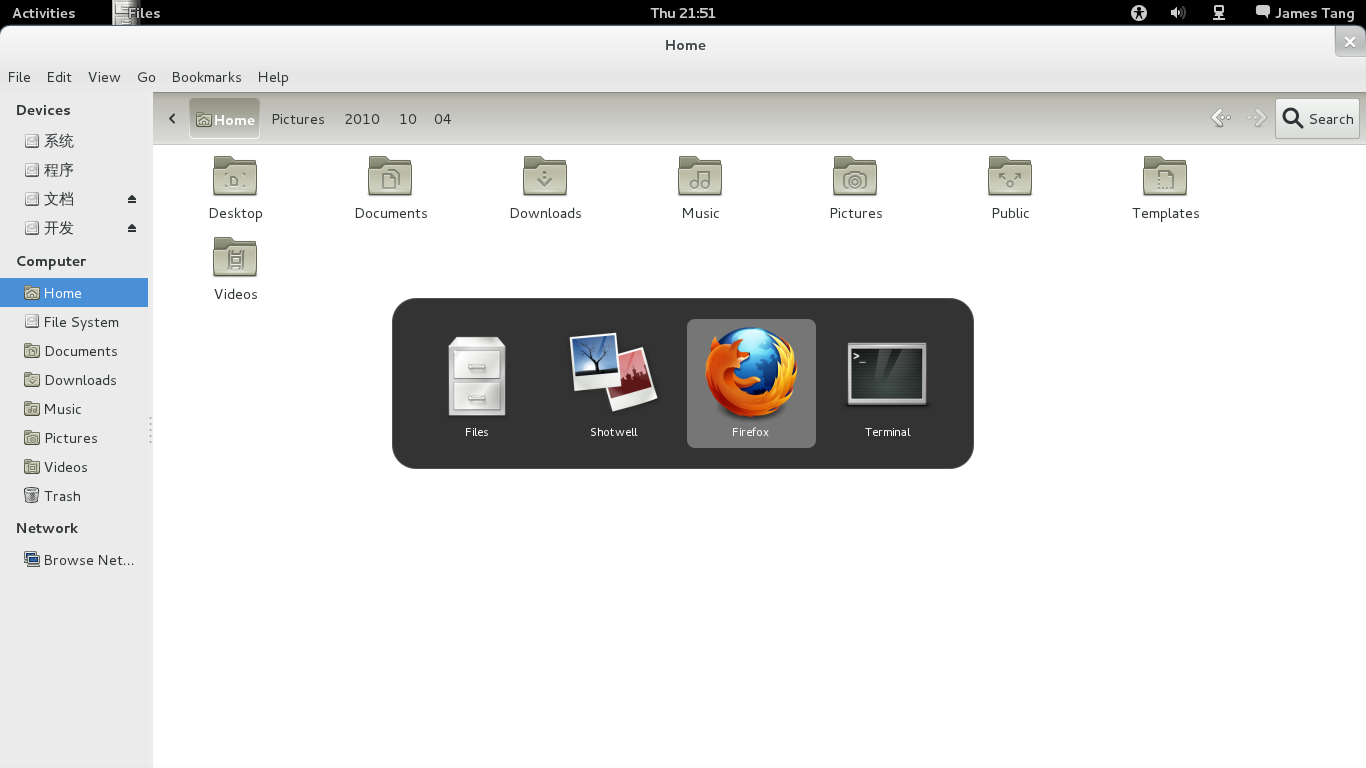 Activities Files Thu 21:51 James Tang
Home
File Edit View Go Bookmarks Help
Devices
系统
程序
文档
开发
Computer
Home
File System
Documents
Downloads
Music
Pictures
Videos
Trash
Network
Browse Net...
Home Pictures 2010 10 04 Search
Desktop Documents Downloads Music Pictures Public Templates
Videos
Files Shotwell Firefox Terminal